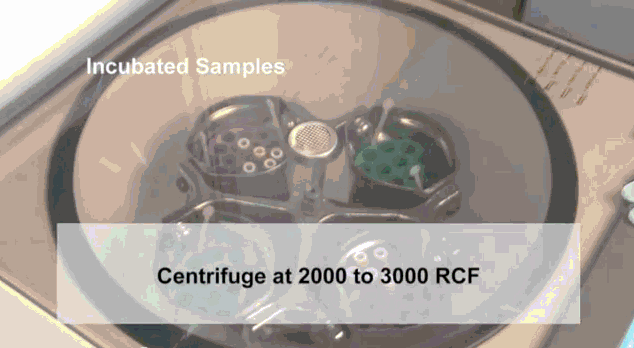 Incubated Samples
Centrifuge at 2000 to 3000 RCF